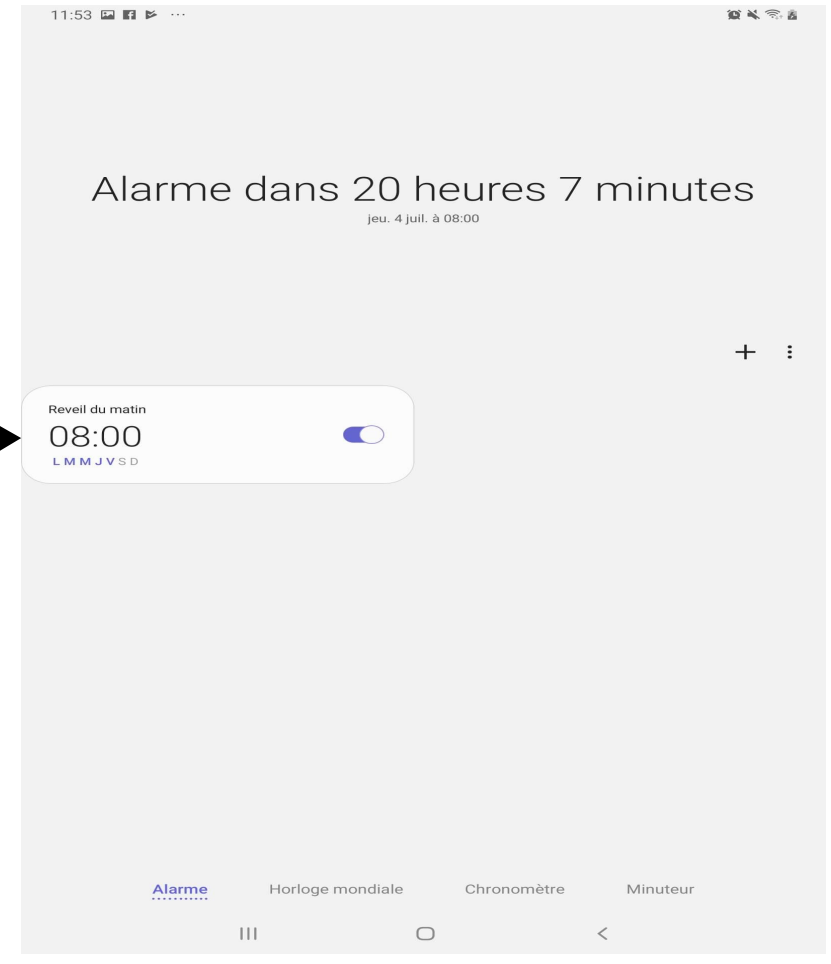 11:53
Alarme dans 20 heures 7 minutes
jeu. 4 juil. à 08:00
Reveil du matin
08:00
L M M J V S D
Alarme Horloge mondiale Chronomètre Minuteur